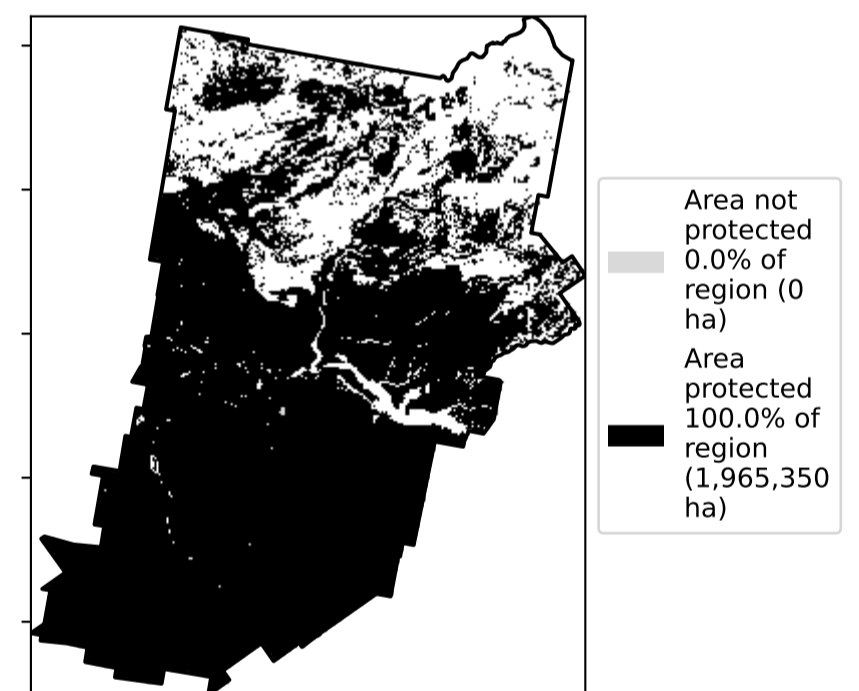 Area not
protected
0.0% of
region (0
ha)
Area
protected
100.0% of
region
(1,965,350
ha)